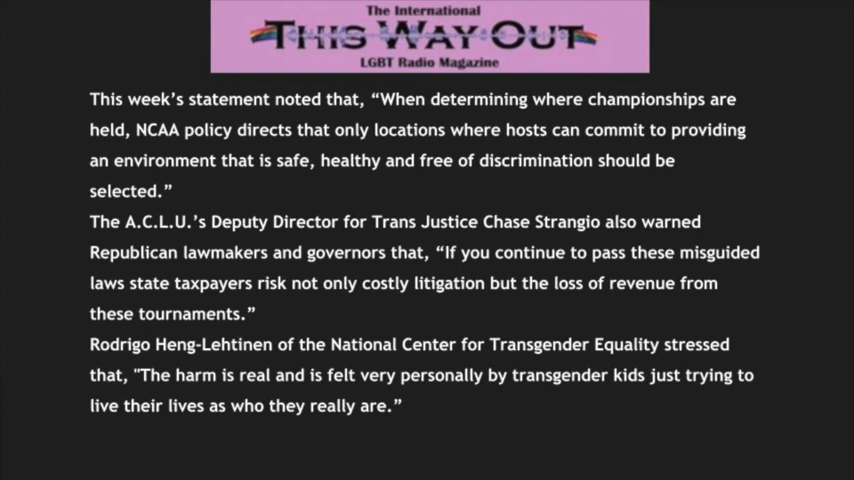 The International
THIS WAY OUT
LGBT Radio Magazine
This week’s statement noted that, “When determining where championships are
held, NCAA policy directs that only locations where hosts can commit to providing
an environment that is safe, healthy and free of discrimination should be
selected.”
The A.C.L.U.’s Deputy Director for Trans Justice Chase Strangio also warned
Republican lawmakers and governors that, “If you continue to pass these misguided
laws state taxpayers risk not only costly litigation but the loss of revenue from
these tournaments.”
Rodrigo Heng-Lehtinen of the National Center for Transgender Equality stressed
that, "The harm is real and is felt very personally by transgender kids just trying to
live their lives as who they really are.”